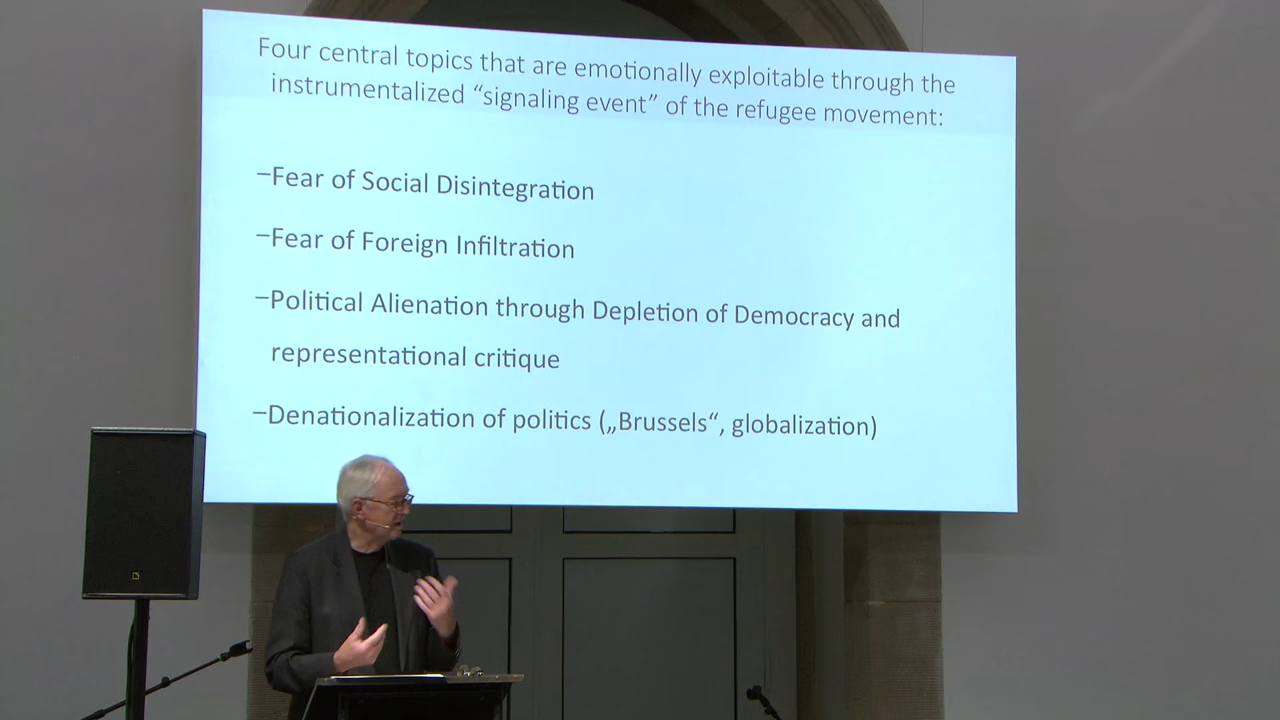 Four central topics that are emotionally exploitable through the
instrumentalized “signaling event” of the refugee movement:
–Fear of Social Disintegration
–Fear of Foreign Infiltration
–Political Alienation through Depletion of Democracy and
representational critique
–Denationalization of politics („Brussels“, globalization)